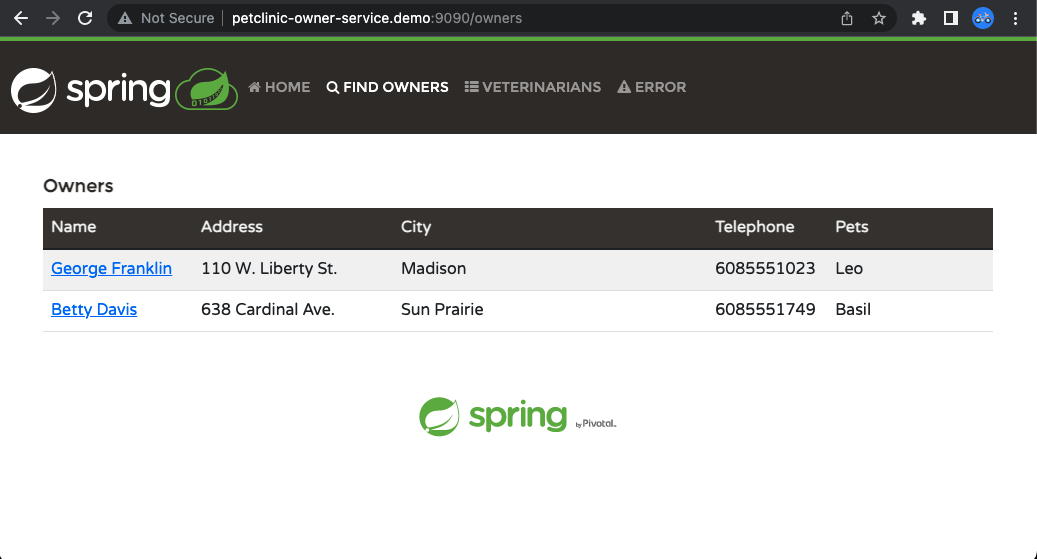 Not Secure petclinic-owner-service.demo:9090/owners
spring HOME FIND OWNERS VETERINARIANS ERROR
Owners
Name Address City Telephone Pets
George Franklin 110 W. Liberty St. Madison 6085551023 Leo
Betty Davis 638 Cardinal Ave. Sun Prairie 6085551749 Basil
spring by Pivotal